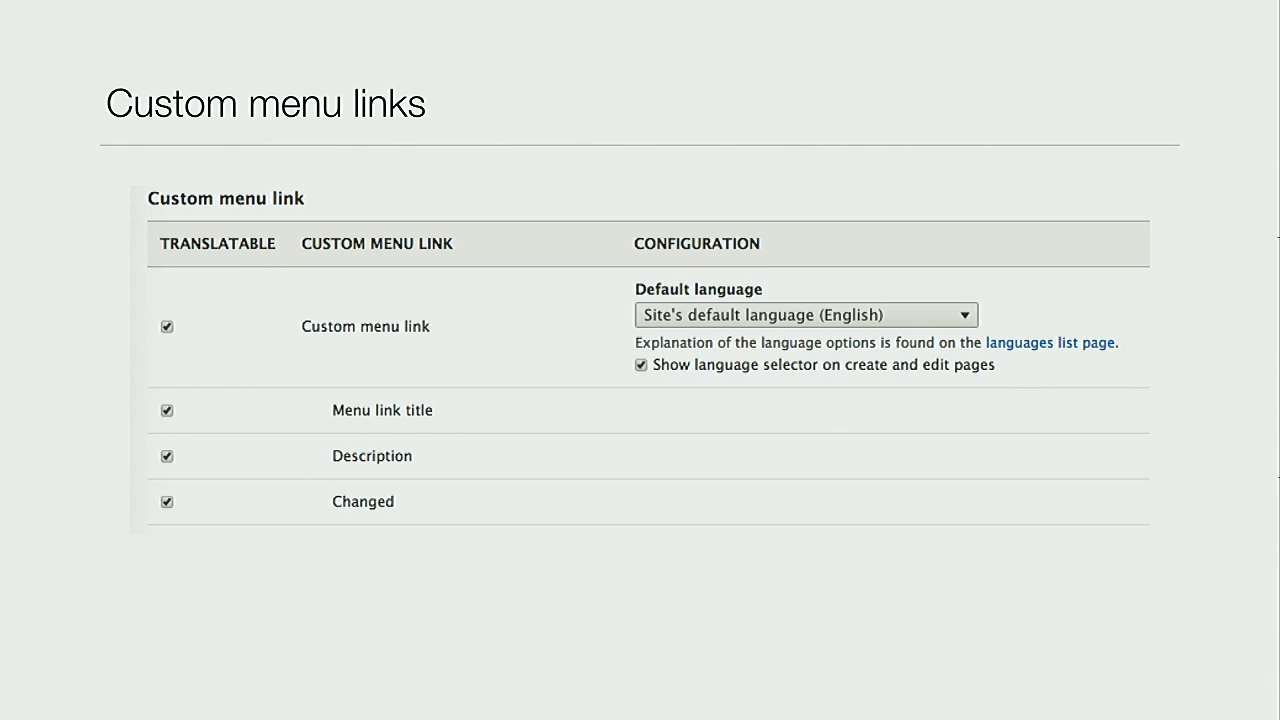 Custom menu links
Custom menu link
TRANSLATABLE CUSTOM MENU LINK CONFIGURATION
Default language
Site's default language (English)
Custom menu link
Explanation of the language options is found on the languages list page.
Show language selector on create and edit pages
Menu link title
Description
Changed